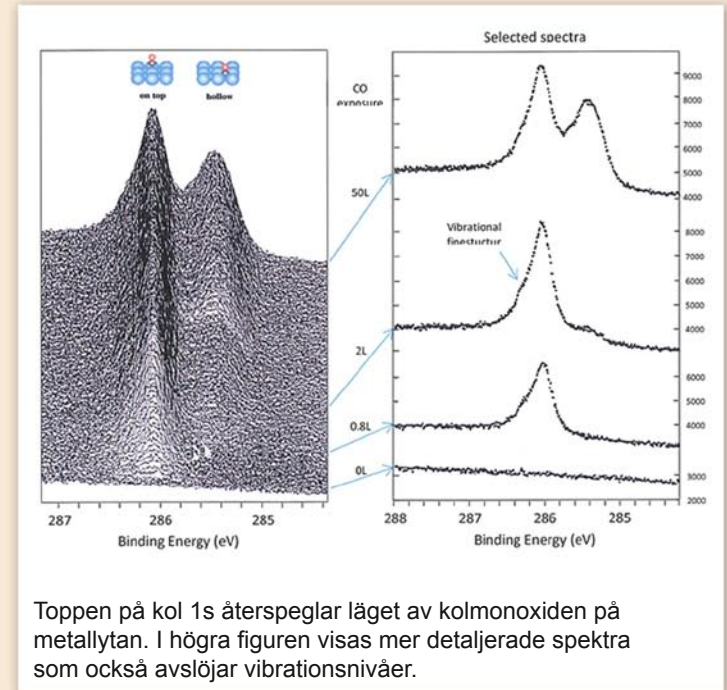 Selected spectra
on top
hollow
CO
exposure
50L
2L
0.8L
0L
Vibrational
finestuctur
9000
8000
7000
6000
5000
4000
8000
7000
6000
5000
4000
6000
5000
4000
3000
2000
287
286
285
Binding Energy (eV)
288
287
286
285
Binding Energy (eV)
Toppen på kol 1s återspeglar läget av kolmonoxiden på
metallytan. I högra figuren visas mer detaljerade spektra
som också avslöjar vibrationsnivåer.